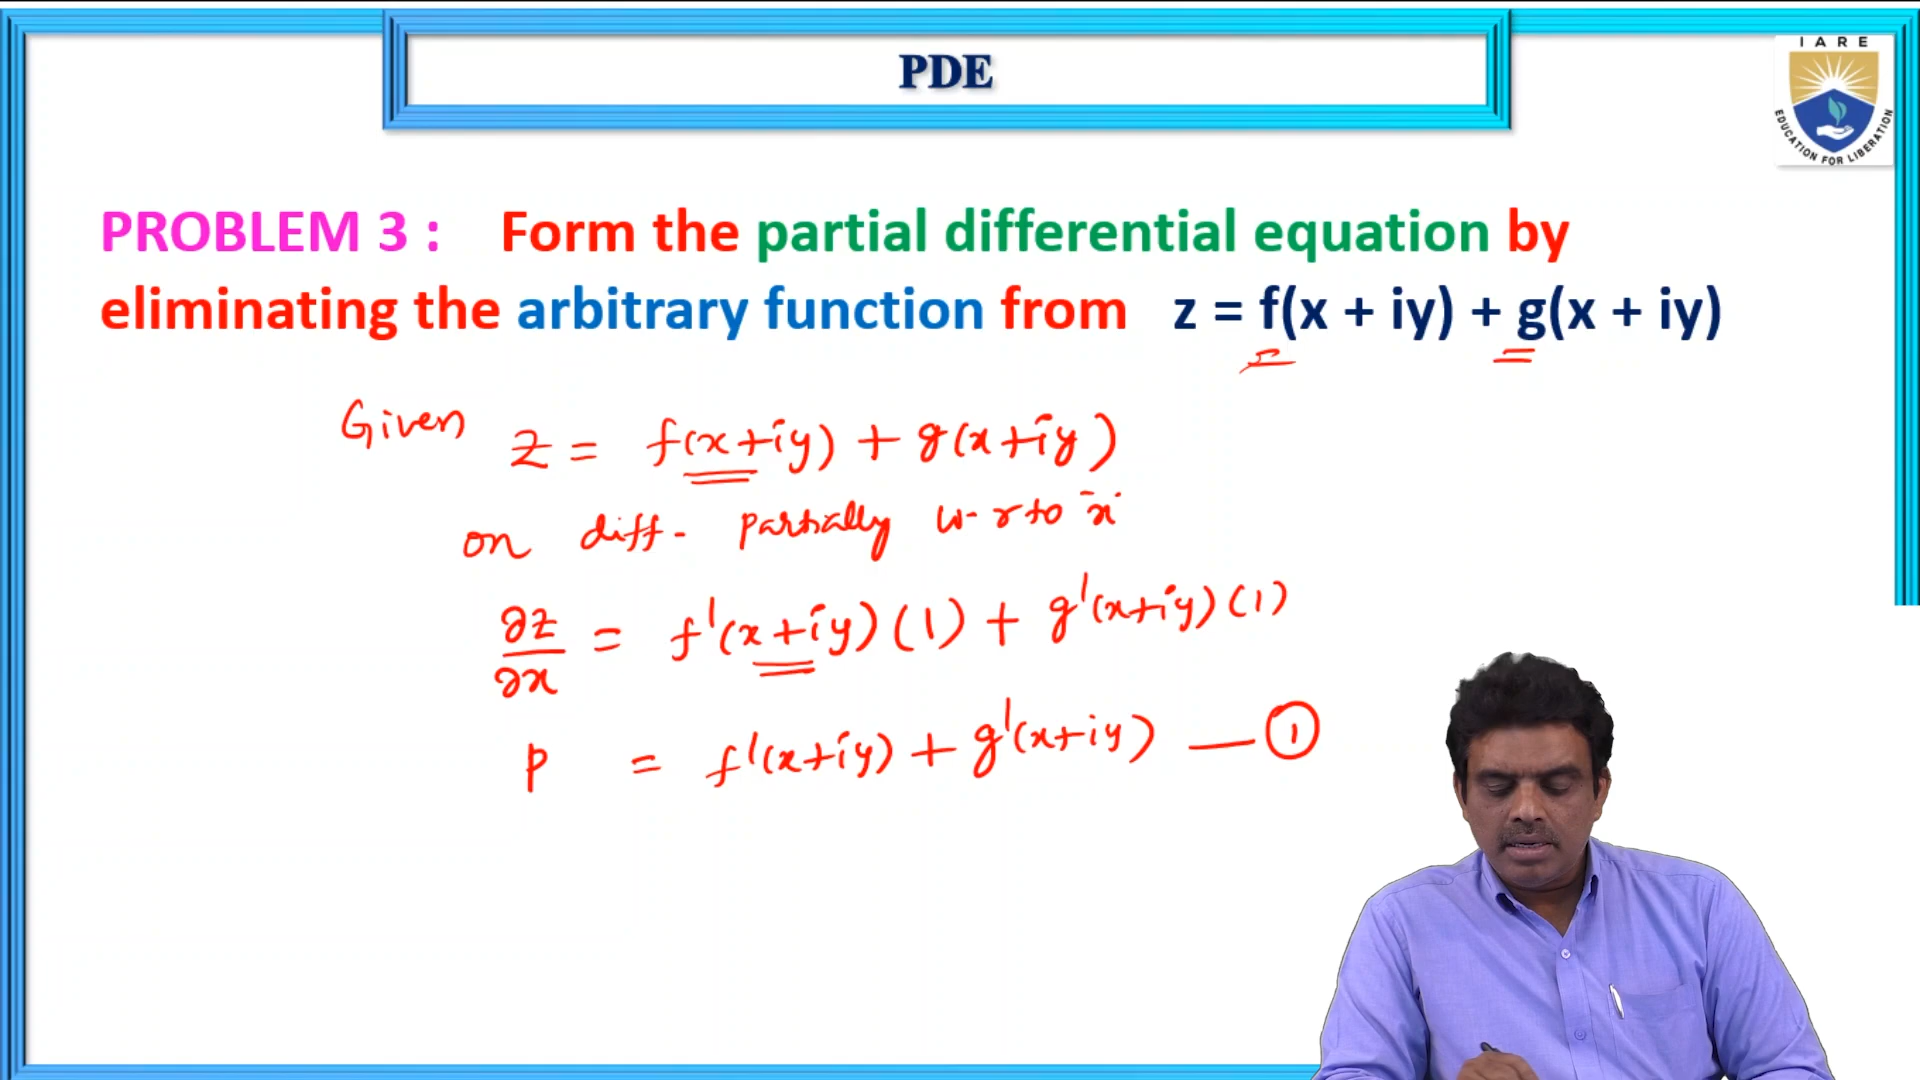 PDE
IARE
EDUCATION FOR LIBERATION
PROBLEM 3 : Form the partial differential equation by
eliminating the arbitrary function from z = f(x + iy) + g(x + iy)
Given z = f(x+iy) + g(x+iy)
on diff. partially w.r to 'x'
∂z/∂x = f'(x+iy)(1) + g'(x+iy)(1)
p = f'(x+iy) + g'(x+iy) — ①